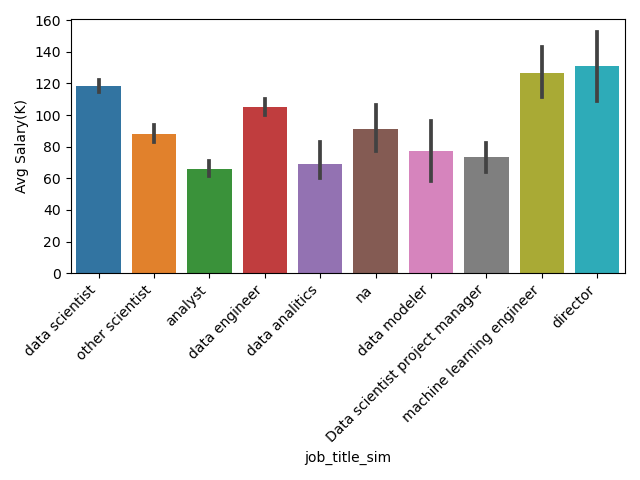 160
140
120
100
80
60
40
20
0
Avg Salary(K)
data scientist
other scientist
analyst
data engineer
data analitics
na
data modeler
Data scientist project manager
machine learning engineer
director
job_title_sim